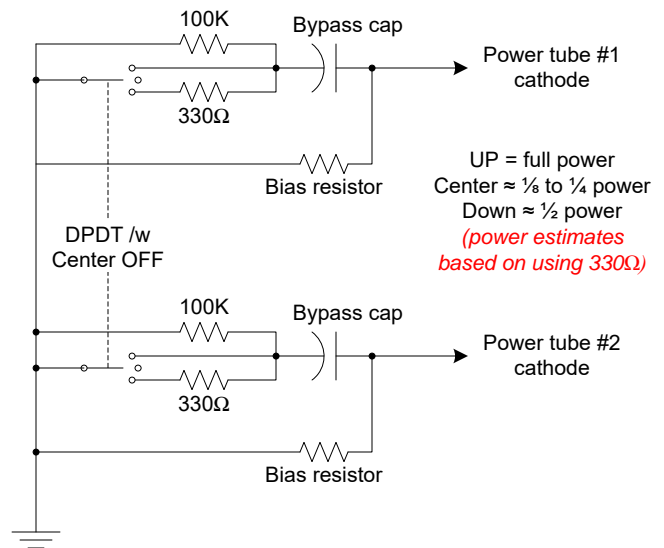 100K
Bypass cap
Power tube #1
cathode
330Ω
Bias resistor
UP = full power
Center ≈ ⅛ to ¼ power
Down ≈ ½ power
(power estimates
based on using 330Ω)
DPDT /w
Center OFF
100K
Bypass cap
Power tube #2
cathode
330Ω
Bias resistor